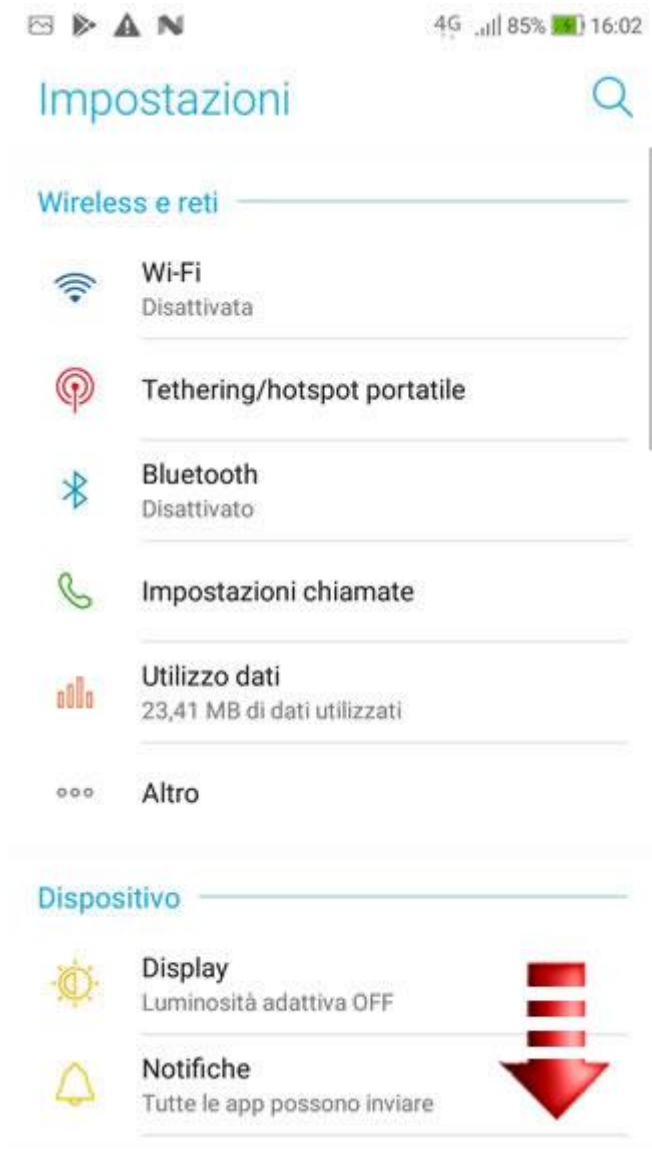 4G 85% 16:02
Impostazioni
Wireless e reti
Wi-Fi
Disattivata
Tethering/hotspot portatile
Bluetooth
Disattivato
Impostazioni chiamate
Utilizzo dati
23,41 MB di dati utilizzati
Altro
Dispositivo
Display
Luminosità adattiva OFF
Notifiche
Tutte le app possono inviare